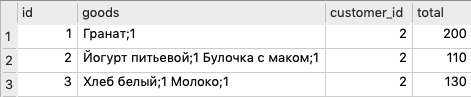 id goods customer_id total
1 1 Гранат;1 2 200
2 2 Йогурт питьевой;1 Булочка с маком;1 2 110
3 3 Хлеб белый;1 Молоко;1 2 130